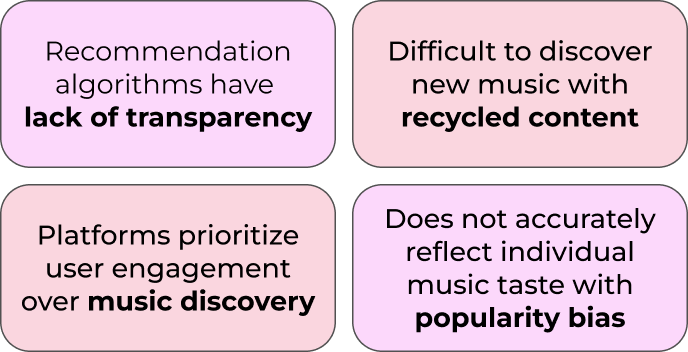 Recommendation
algorithms have
lack of transparency
Difficult to discover
new music with
recycled content
Platforms prioritize
user engagement
over music discovery
Does not accurately
reflect individual
music taste with
popularity bias